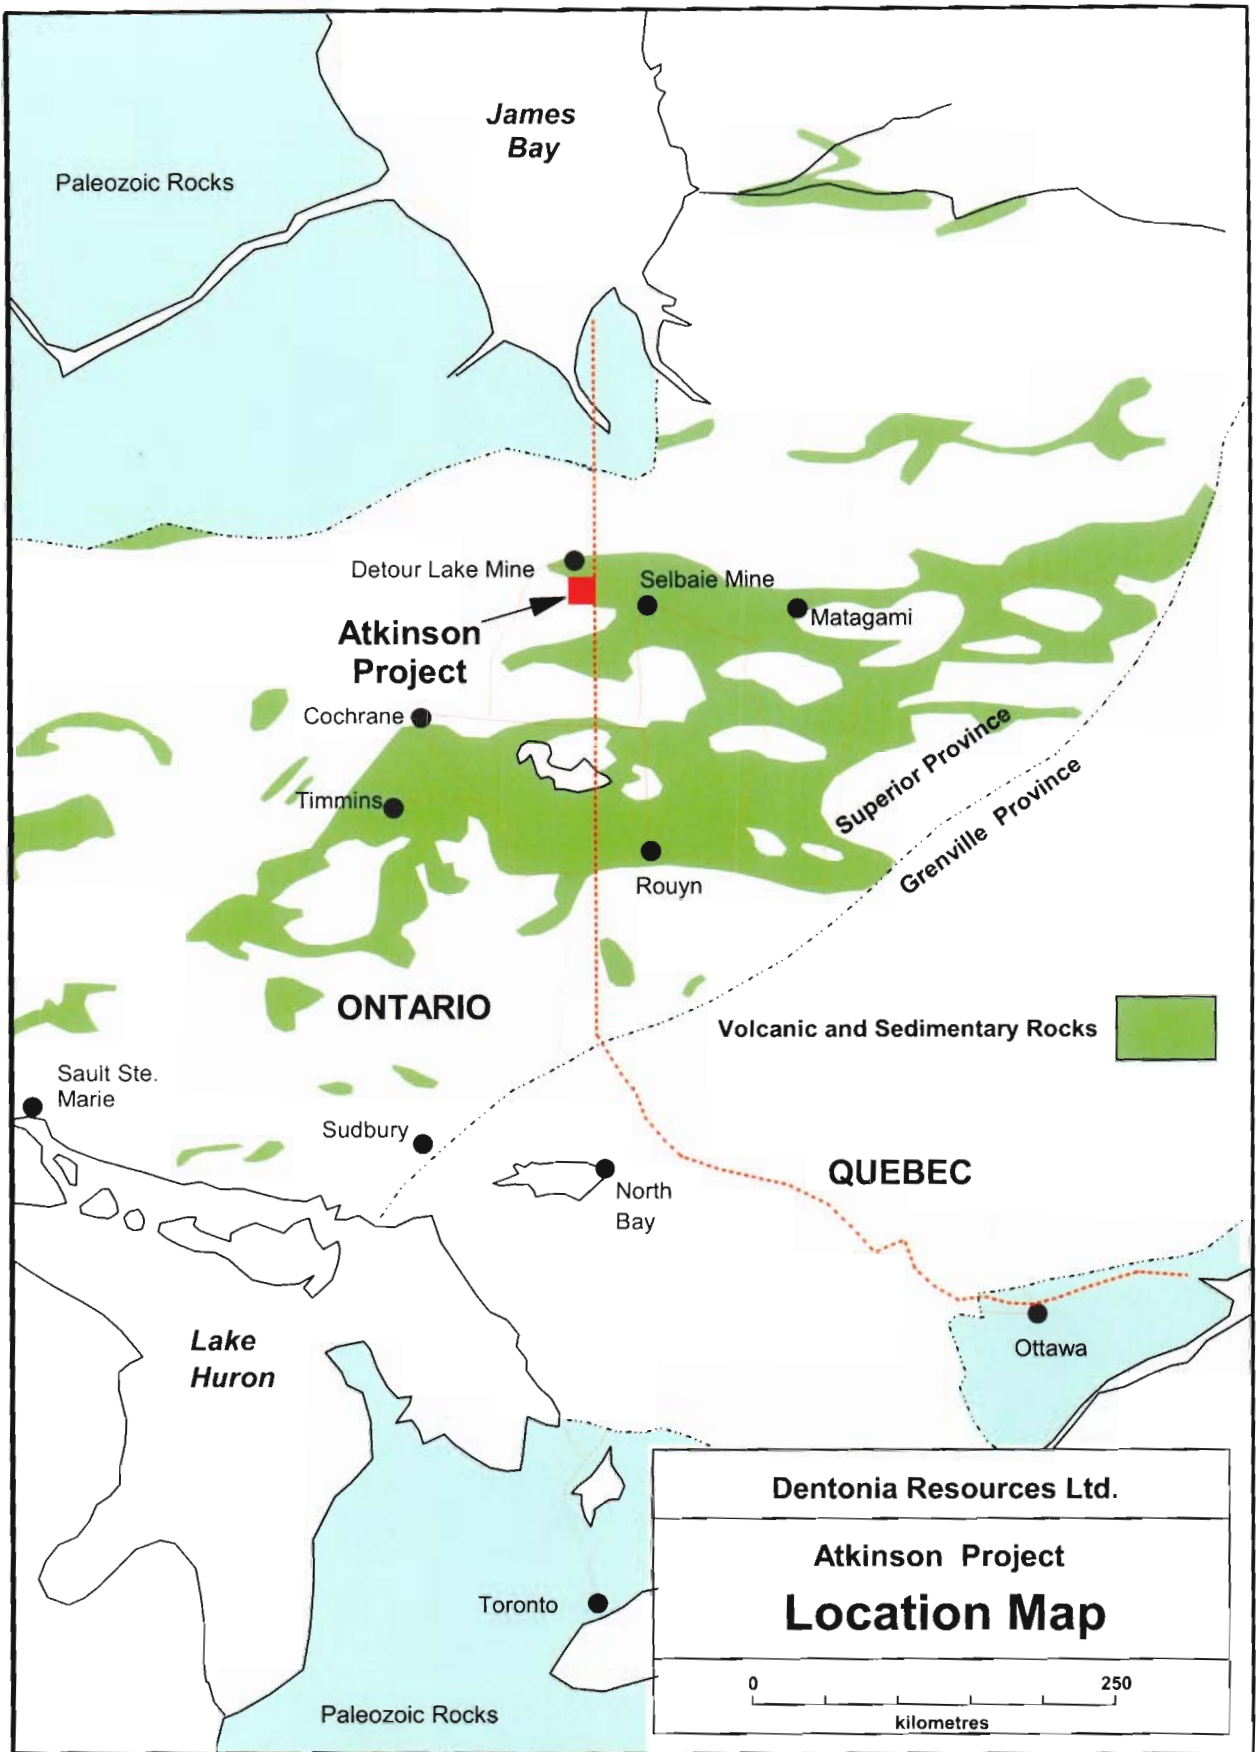 James
Bay
Paleozoic Rocks
Detour Lake Mine
Selbaie Mine
Matagami
Atkinson
Project
Cochrane
Timmins
Superior Province
Grenville Province
Rouyn
ONTARIO
Volcanic and Sedimentary Rocks
Sault Ste.
Marie
Sudbury
North
Bay
QUEBEC
Lake
Huron
Ottawa
Dentonia Resources Ltd.
Atkinson Project
Location Map
Toronto
0 250
kilometres
Paleozoic Rocks